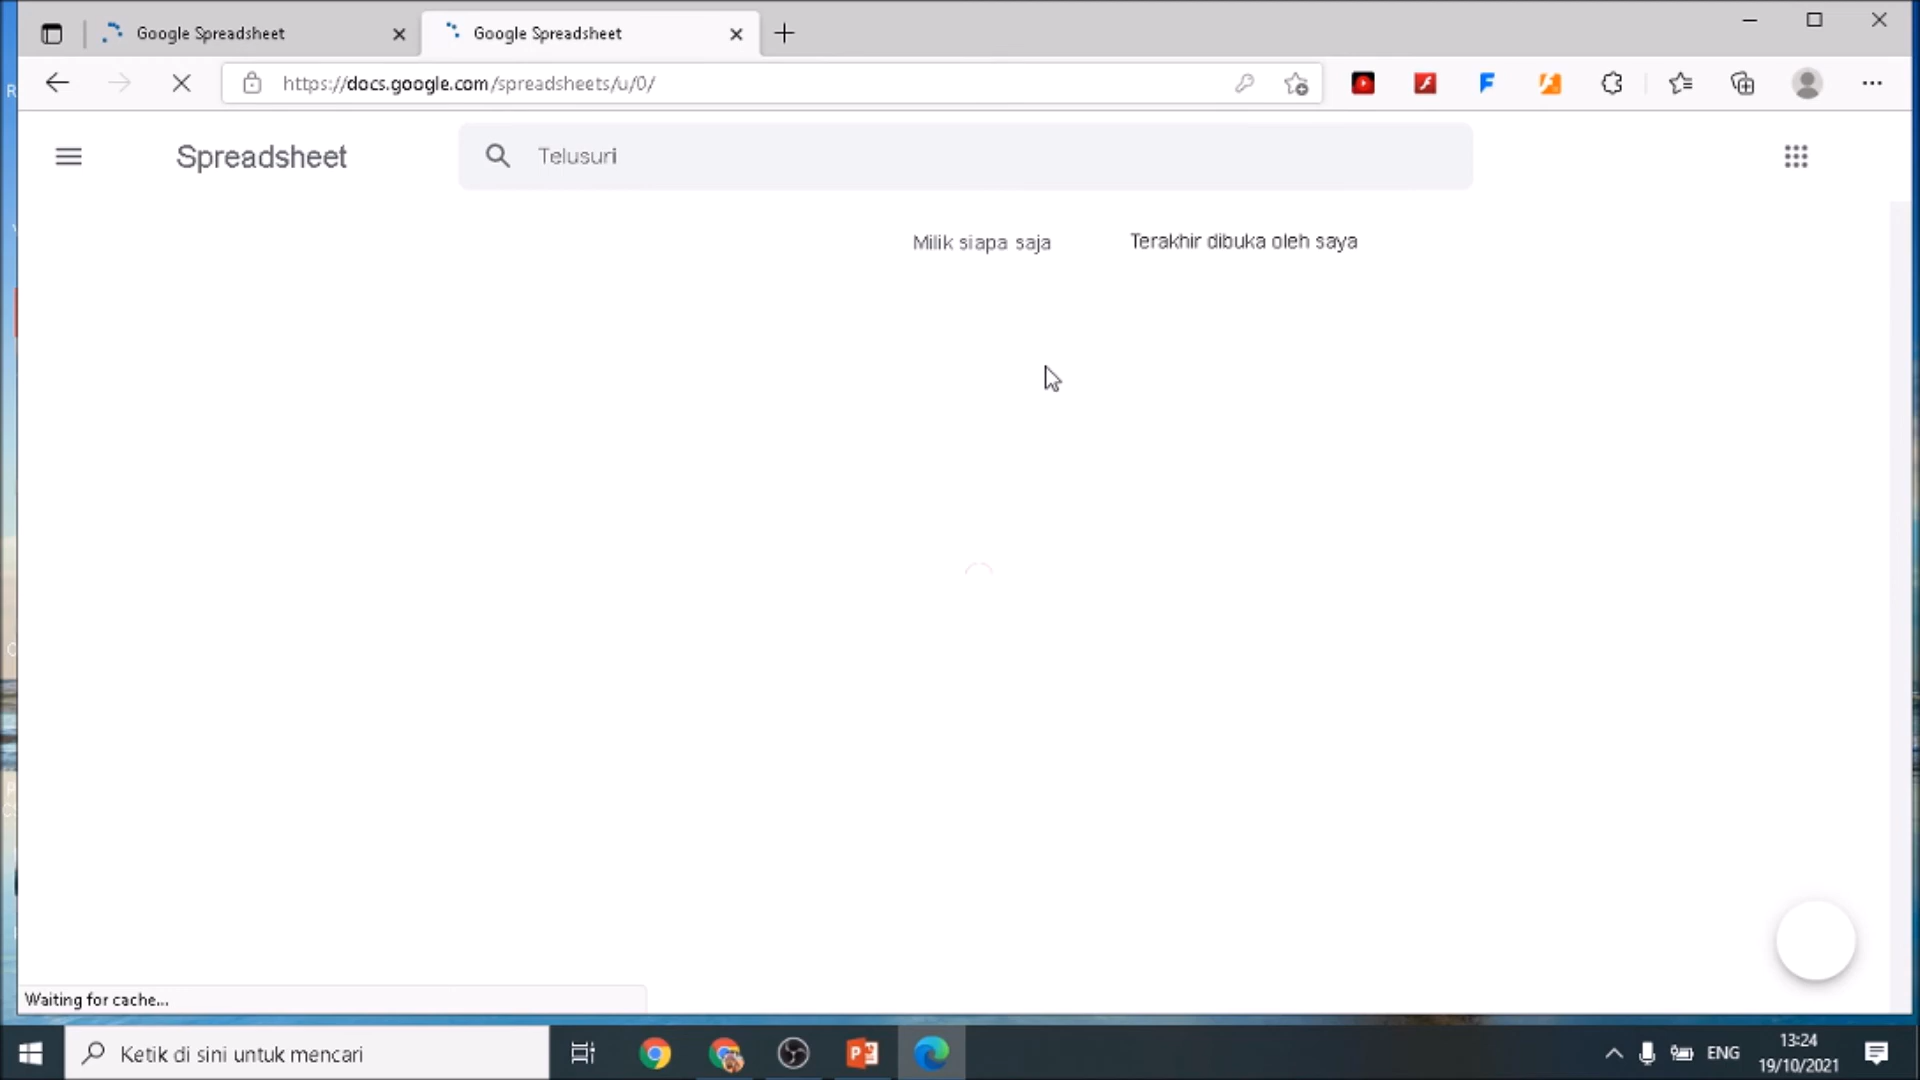 Google Spreadsheet
Google Spreadsheet
https://docs.google.com/spreadsheets/u/0/
Spreadsheet
Telusuri
Milik siapa saja
Terakhir dibuka oleh saya
Waiting for cache...
Ketik di sini untuk mencari
ENG
13:24
19/10/2021